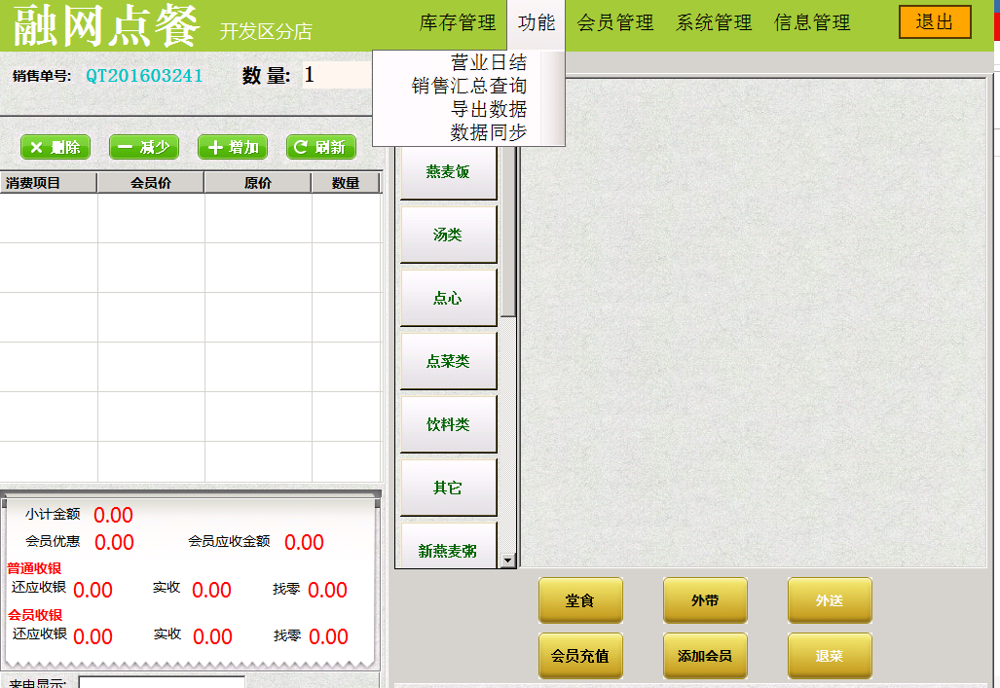 融网点餐 开发区分店
库存管理 功能 会员管理 系统管理 信息管理 退出
营业日结
销售汇总查询
导出数据
数据同步
销售单号: QT201603241 数 量: 1
删除 减少 增加 刷新
消费项目 会员价 原价 数量
燕麦饭
汤类
点心
点菜类
饮料类
其它
新燕麦粥
小计金额 0.00
会员优惠 0.00 会员应收金额 0.00
普通收银
还应收银 0.00 实收 0.00 找零 0.00
会员收银
还应收银 0.00 实收 0.00 找零 0.00
来电显示:
堂食 外带 外送
会员充值 添加会员 退菜